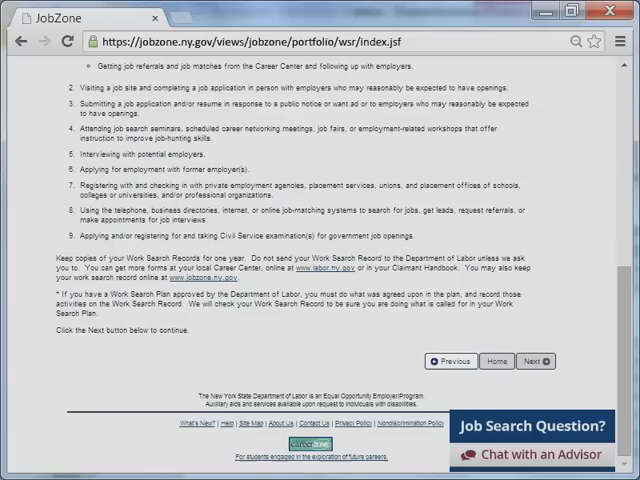 JobZone
https://jobzone.ny.gov/views/jobzone/portfolio/wsr/index.jsf
Getting job referrals and job matches from the Career Center and following up with employers.
2. Visiting a job site and completing a job application in person with employers who may reasonably be expected to have openings.
3. Submitting a job application and/or resume in response to a public notice or want ad or to employers who may reasonably be expected
to have openings.
4. Attending job search seminars, scheduled career networking meetings, job fairs, or employment-related workshops that offer
instruction to improve job-hunting skills.
5. Interviewing with potential employers.
6. Applying for employment with former employer(s).
7. Registering with and checking in with private employment agencies, placement services, unions, and placement offices of schools,
colleges or universities, and/or professional organizations.
8. Using the telephone, business directories, internet, or online job-matching systems to search for jobs, get leads, request referrals, or
make appointments for job interviews.
9. Applying and/or registering for and taking Civil Service examination(s) for government job openings.
Keep copies of your Work Search Records for one year. Do not send your Work Search Record to the Department of Labor unless we ask
you to. You can get more forms at your local Career Center, online at www.labor.ny.gov or in your Claimant Handbook. You may also keep
your work search record online at www.jobzone.ny.gov.
* If you have a Work Search Plan approved by the Department of Labor, you must do what was agreed upon in the plan, and record those
activities on the Work Search Record. We will check your Work Search Record to be sure you are doing what is called for in your Work
Search Plan.
Click the Next button below to continue.
Previous Home Next
The New York State Department of Labor is an Equal Opportunity Employer/Program.
Auxiliary aids and services available upon request to individuals with disabilities.
What's New? | Help | Site Map | About Us | Contact Us | Privacy Policy | Nondiscrimination Policy
careerzone
For students engaged in the exploration of future careers.
Job Search Question?
Chat with an Advisor